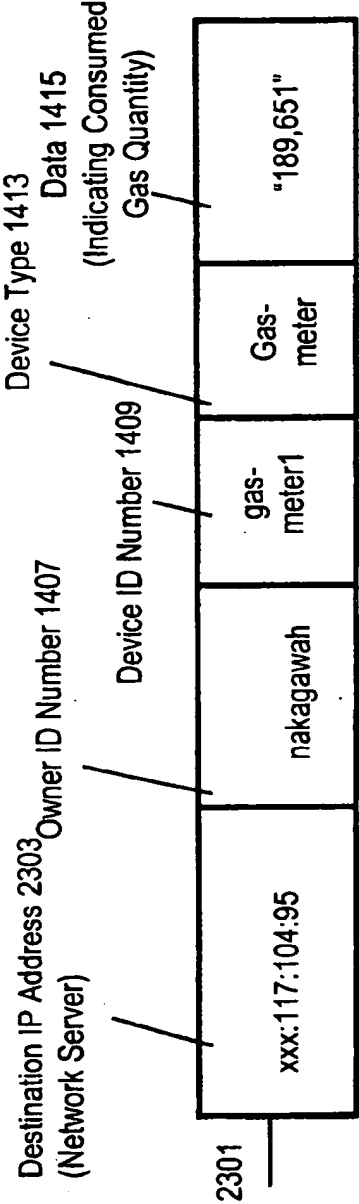 Destination IP Address 2303
(Network Server)
Owner ID Number 1407
Device ID Number 1409
Device Type 1413
Data 1415
(Indicating Consumed
Gas Quantity)
2301
xxx:117:104:95
nakagawah
gas-
meter1
Gas-
meter
"189,651"